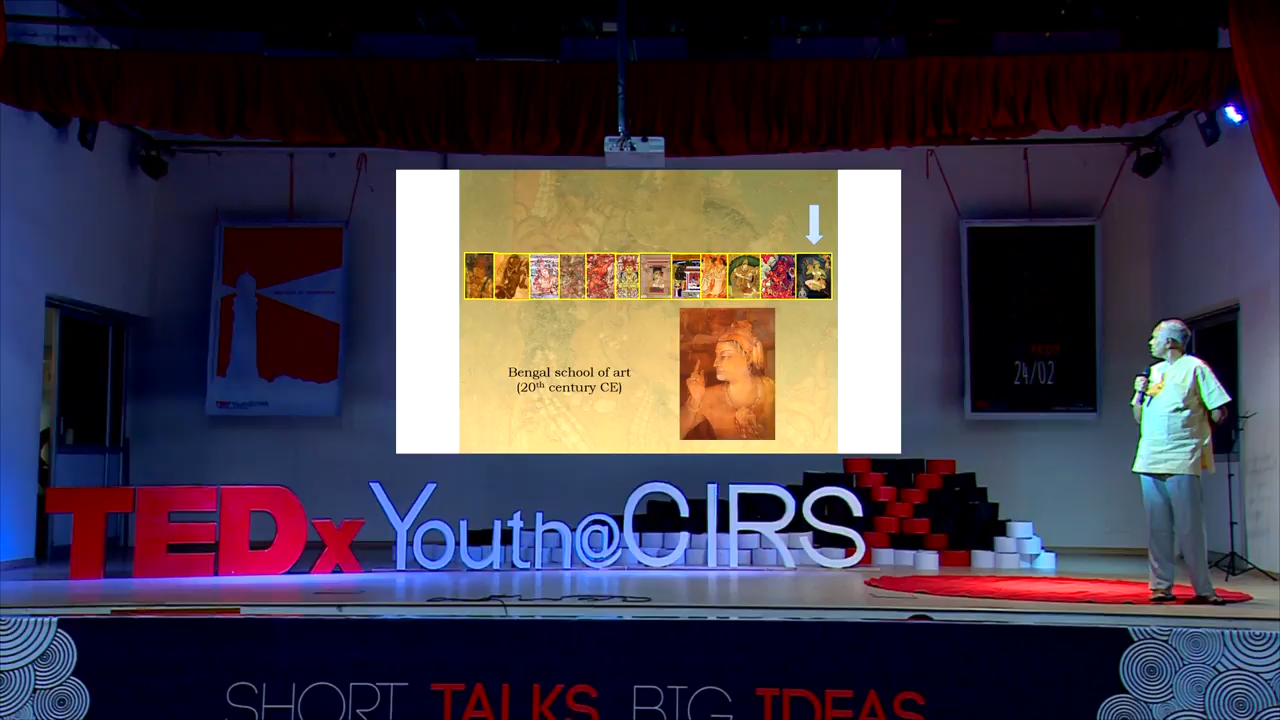 Bengal school of art
(20th century CE)
24/02
TEDxYouth@CIRS
SHORT TALKS BIG IDEAS